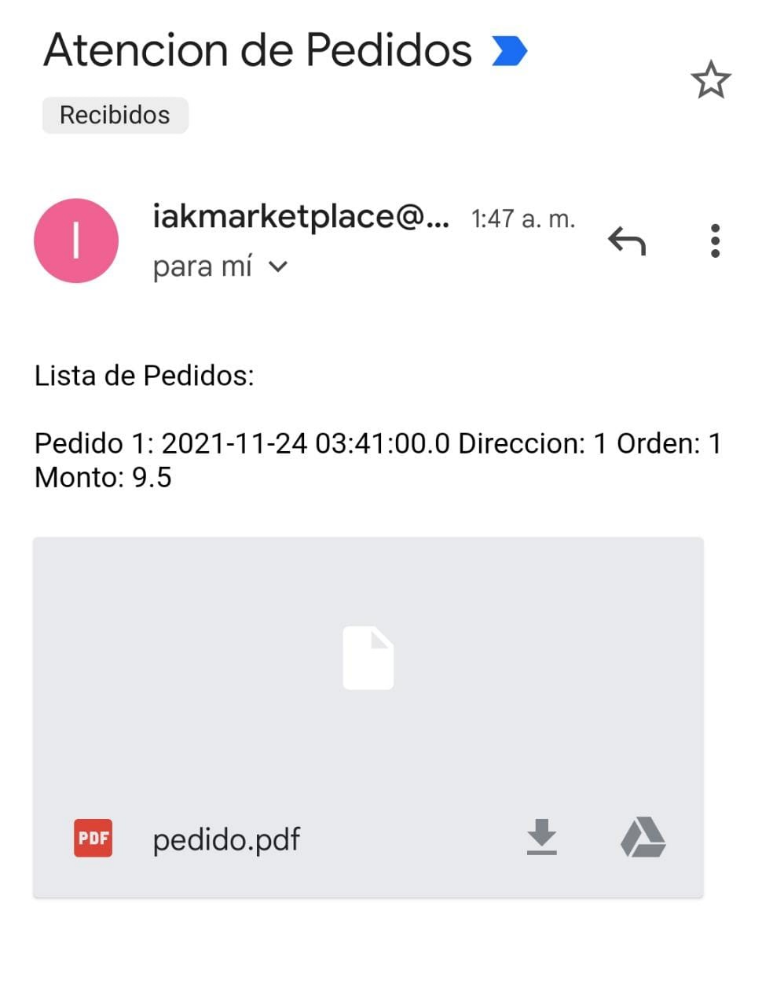 Atencion de Pedidos
Recibidos
I
iakmarketplace@... 1:47 a. m.
para mí
Lista de Pedidos:
Pedido 1: 2021-11-24 03:41:00.0 Direccion: 1 Orden: 1
Monto: 9.5
PDF pedido.pdf